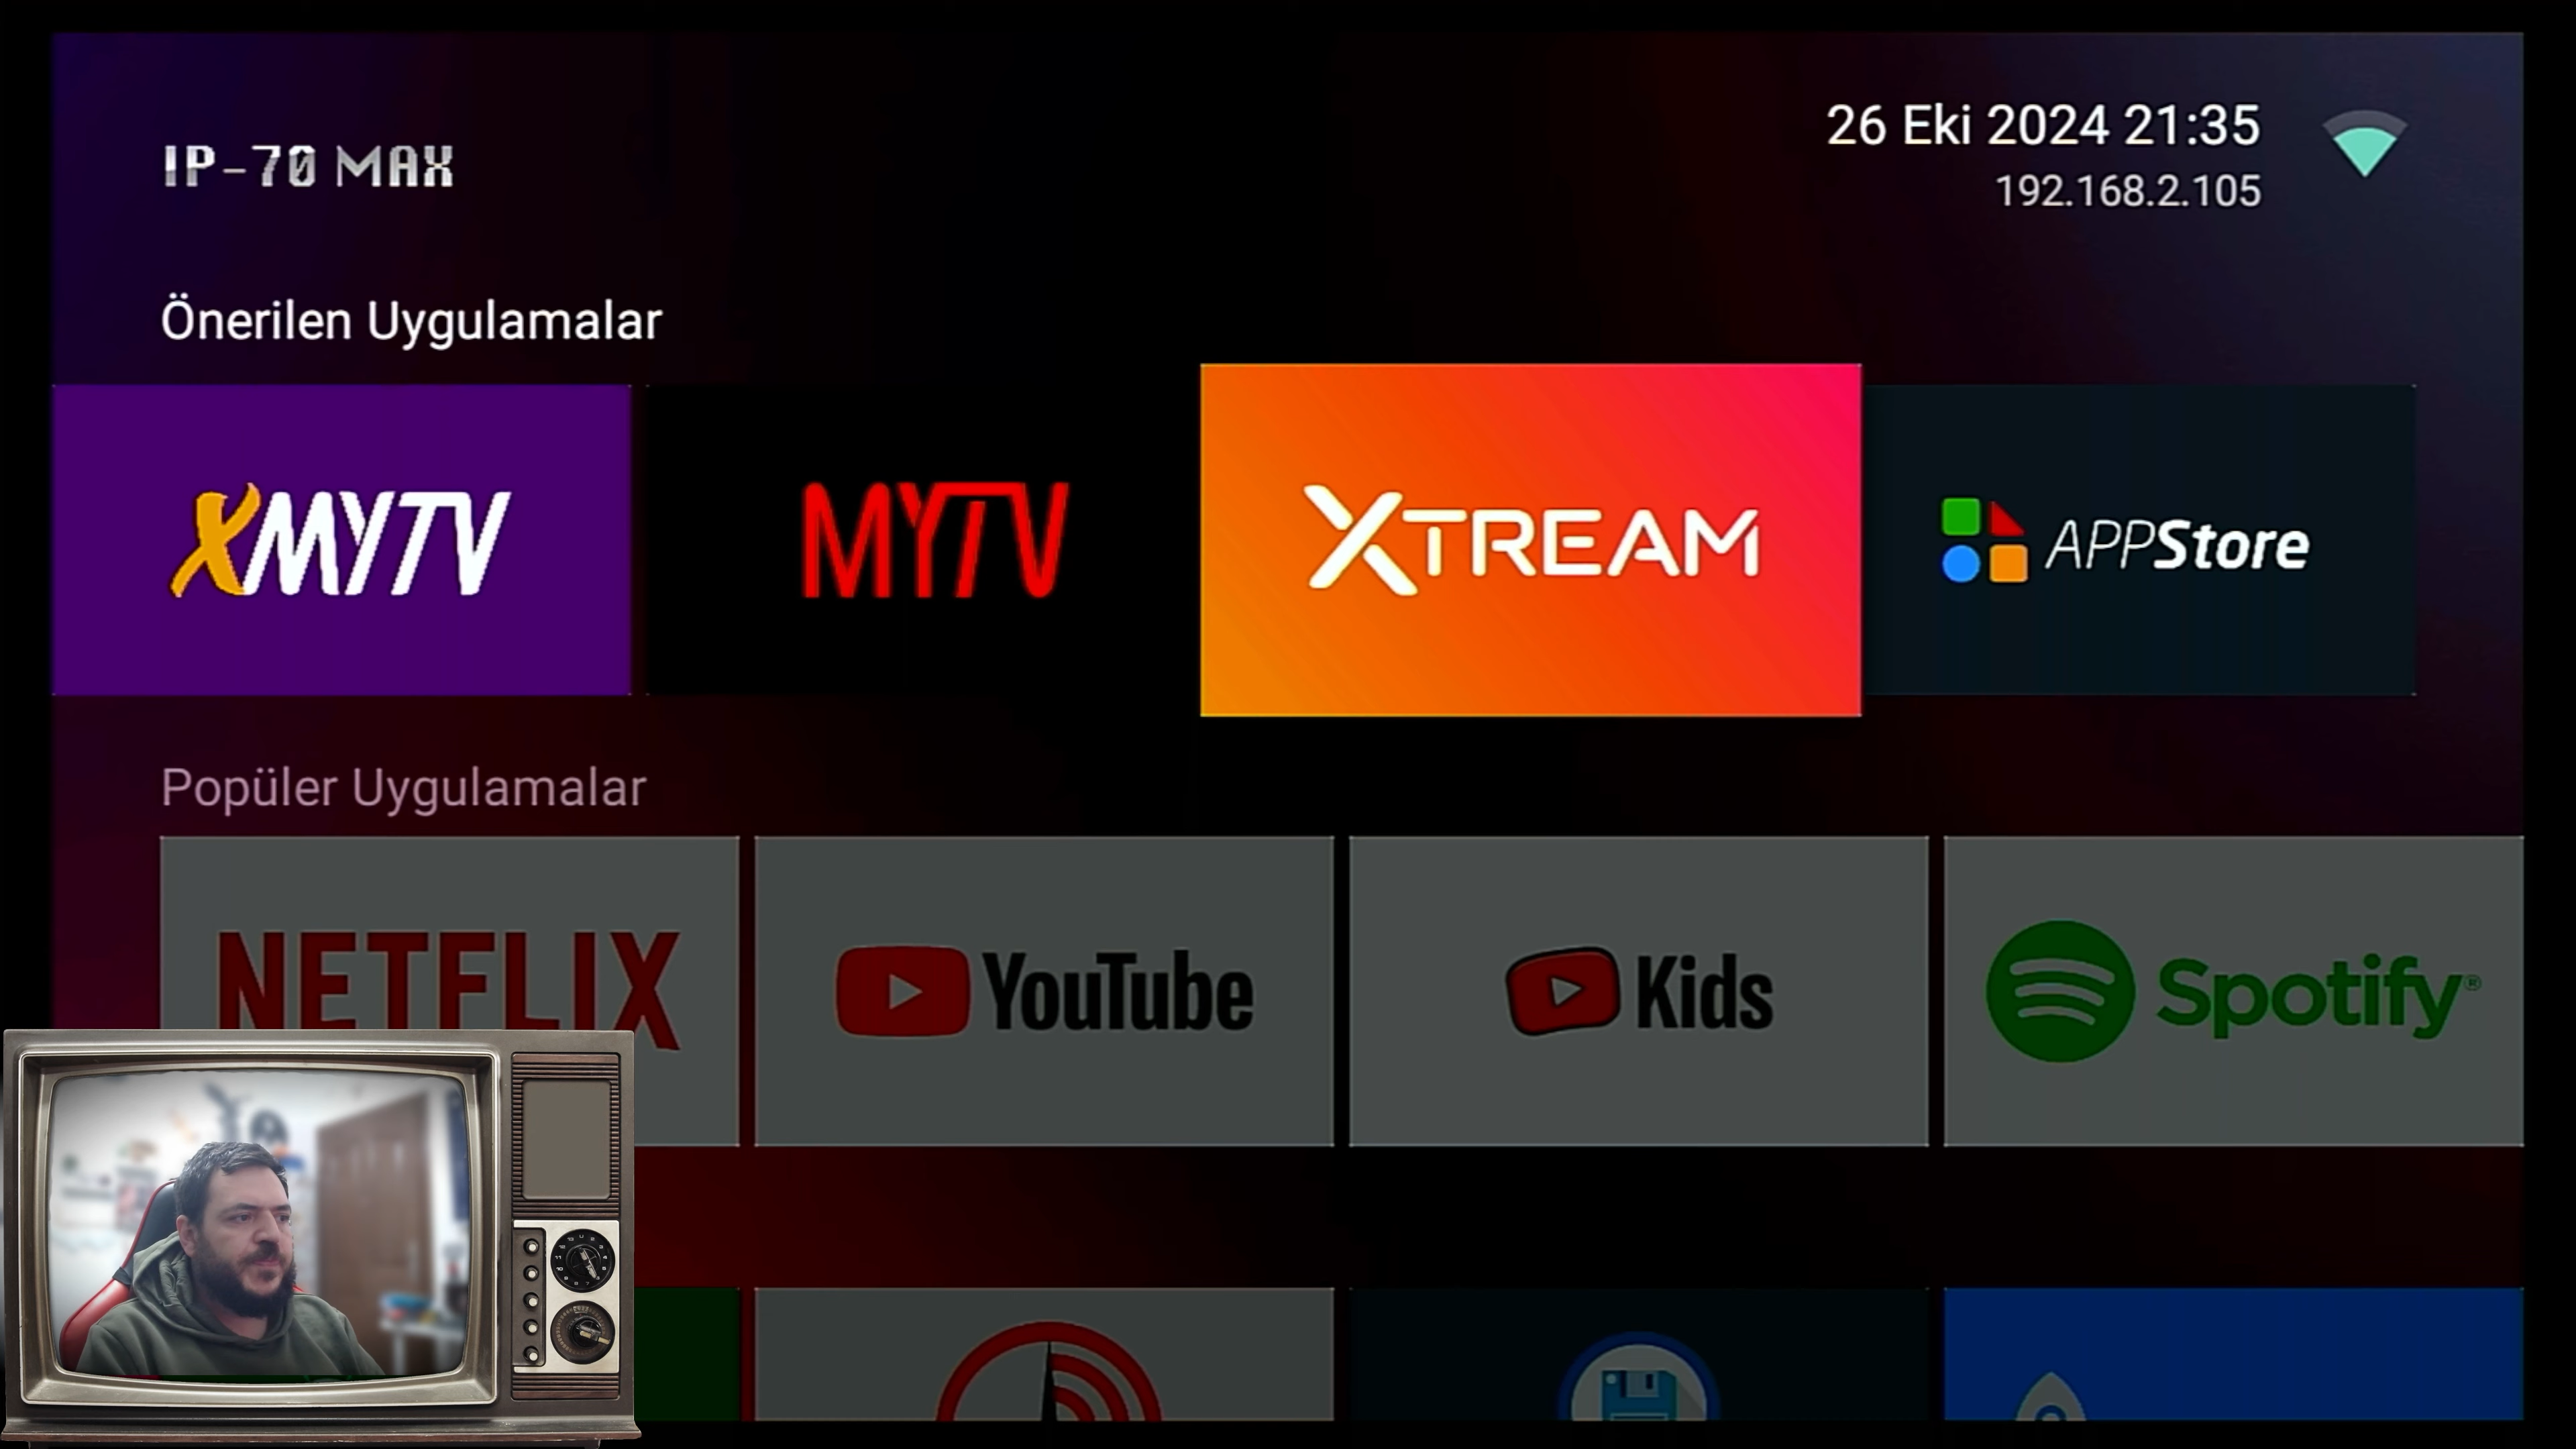 IP-70 MAX
26 Eki 2024 21:35
192.168.2.105
Önerilen Uygulamalar
XMYTV
MYTV
XTREAM
APPStore
Popüler Uygulamalar
NETFLIX
YouTube
Kids
Spotify®